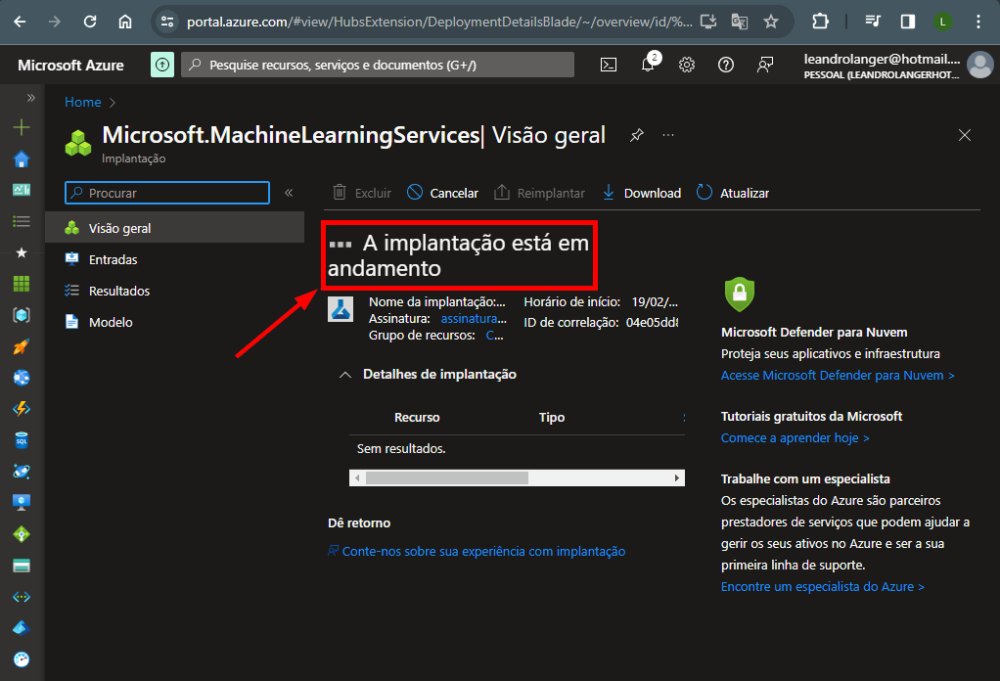 portal.azure.com/#view/HubsExtension/DeploymentDetailsBlade/~/overview/id/%...
L
Microsoft Azure
Pesquise recursos, serviços e documentos (G+/)
2
leandrolanger@hotmail....
PESSOAL (LEANDROLANGERHOT...
Home
Microsoft.MachineLearningServices| Visão geral
Implantação
Procurar
Excluir
Cancelar
Reimplantar
Download
Atualizar
Visão geral
Entradas
Resultados
Modelo
A implantação está em
andamento
Nome da implantação:...
Horário de início: 19/02/...
Assinatura: assinatura...
ID de correlação: 04e05dd8
Grupo de recursos: C...
Detalhes de implantação
Recurso
Tipo
Sem resultados.
Dê retorno
Conte-nos sobre sua experiência com implantação
Microsoft Defender para Nuvem
Proteja seus aplicativos e infraestrutura
Acesse Microsoft Defender para Nuvem >
Tutoriais gratuitos da Microsoft
Comece a aprender hoje >
Trabalhe com um especialista
Os especialistas do Azure são parceiros
prestadores de serviços que podem ajudar a
gerir os seus ativos no Azure e ser a sua
primeira linha de suporte.
Encontre um especialista do Azure >
SQL